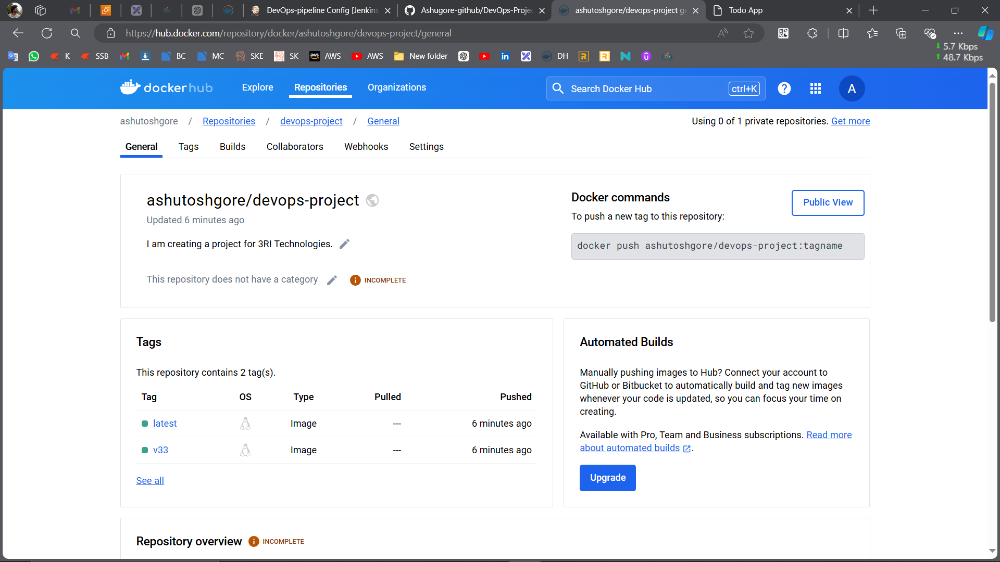 DevOps-pipeline Config [Jenkins
Ashugore-github/DevOps-Projec
ashutoshgore/devops-project ge
Todo App
https://hub.docker.com/repository/docker/ashutoshgore/devops-project/general
K
SSB
BC
MC
SKE
SK
aws
AWS
AWS
New folder
in
DH
5.7 Kbps
48.7 Kbps
dockerhub
Explore
Repositories
Organizations
Search Docker Hub
ctrl+K
?
A
ashutoshgore / Repositories / devops-project / General
Using 0 of 1 private repositories. Get more
General
Tags
Builds
Collaborators
Webhooks
Settings
ashutoshgore/devops-project
Updated 6 minutes ago
I am creating a project for 3RI Technologies.
This repository does not have a category
INCOMPLETE
Docker commands
To push a new tag to this repository:
Public View
docker push ashutoshgore/devops-project:tagname
Tags
This repository contains 2 tag(s).
Tag OS Type Pulled Pushed
latest Image --- 6 minutes ago
v33 Image --- 6 minutes ago
See all
Automated Builds
Manually pushing images to Hub? Connect your account to
GitHub or Bitbucket to automatically build and tag new images
whenever your code is updated, so you can focus your time on
creating.
Available with Pro, Team and Business subscriptions. Read more
about automated builds .
Upgrade
Repository overview
INCOMPLETE